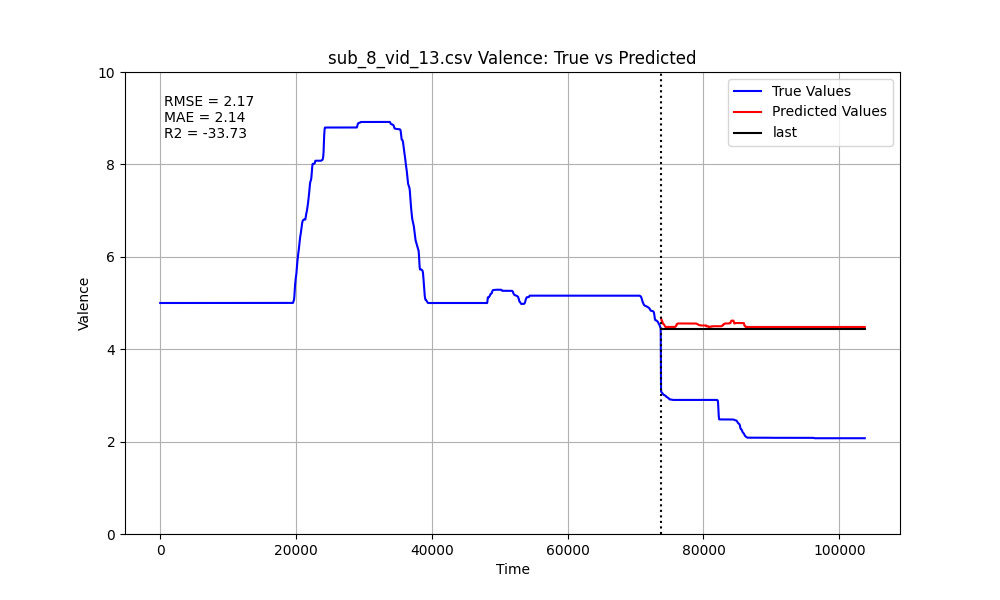 sub_8_vid_13.csv Valence: True vs Predicted
RMSE = 2.17
MAE = 2.14
R2 = -33.73
True Values
Predicted Values
last
Valence
10
8
6
4
2
0
0 20000 40000 60000 80000 100000
Time